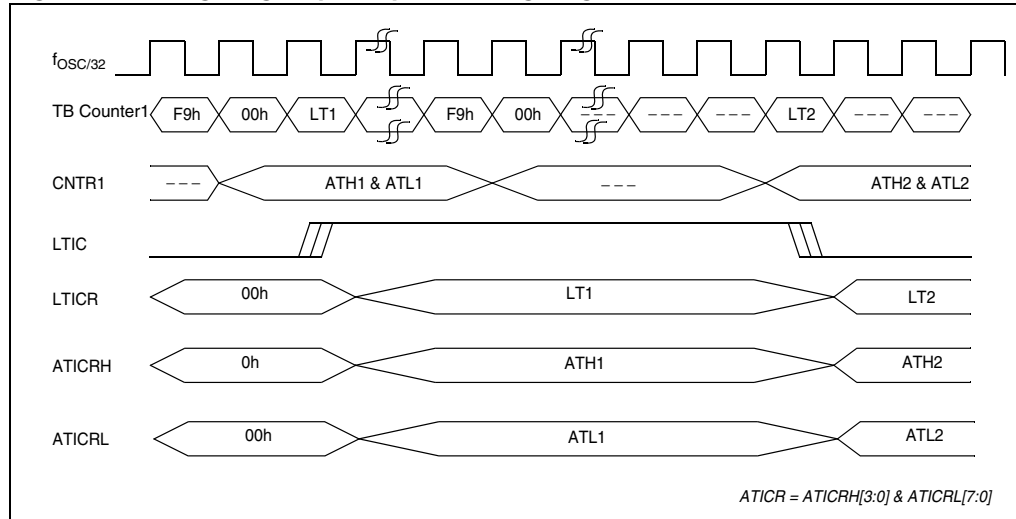 fOSC/32
TB Counter1 F9h 00h LT1 F9h 00h --- --- --- LT2 --- ---
CNTR1 --- ATH1 & ATL1 --- ATH2 & ATL2
LTIC
LTICR 00h LT1 LT2
ATICRH 0h ATH1 ATH2
ATICRL 00h ATL1 ATL2
ATICR = ATICRH[3:0] & ATICRL[7:0]